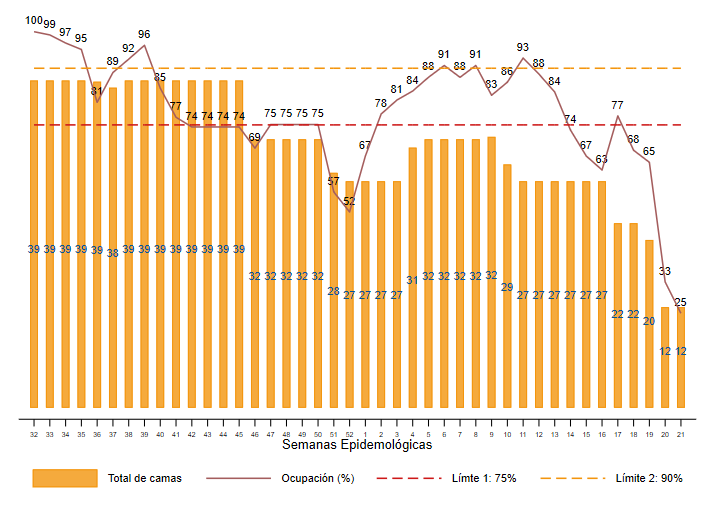 100 99 97 95 81 89 92 96 85 77 74 74 74 74 69 75 75 75 75 57 52 67 78 81 84 88 91 88 91 83 86 93 88 84 74 67 63 77 68 65 33 25
39 39 39 39 39 38 39 39 39 39 39 39 39 39 32 32 32 32 32 28 27 27 27 27 31 32 32 32 32 32 29 27 27 27 27 27 27 22 22 20 12 12
32 33 34 35 36 37 38 39 40 41 42 43 44 45 46 47 48 49 50 51 52 1 2 3 4 5 6 7 8 9 10 11 12 13 14 15 16 17 18 19 20 21
Semanas Epidemológicas
Total de camas Ocupación (%) Límte 1: 75% Límite 2: 90%